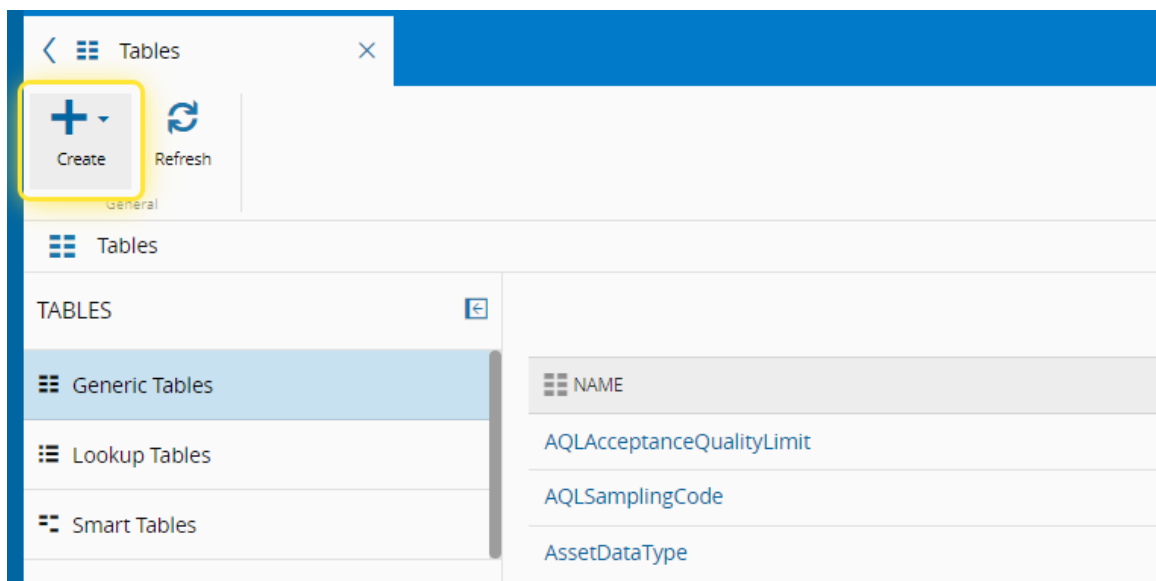 Tables
Create
Refresh
General
Tables
TABLES
Generic Tables
Lookup Tables
Smart Tables
NAME
AQLAcceptanceQualityLimit
AQLSamplingCode
AssetDataType